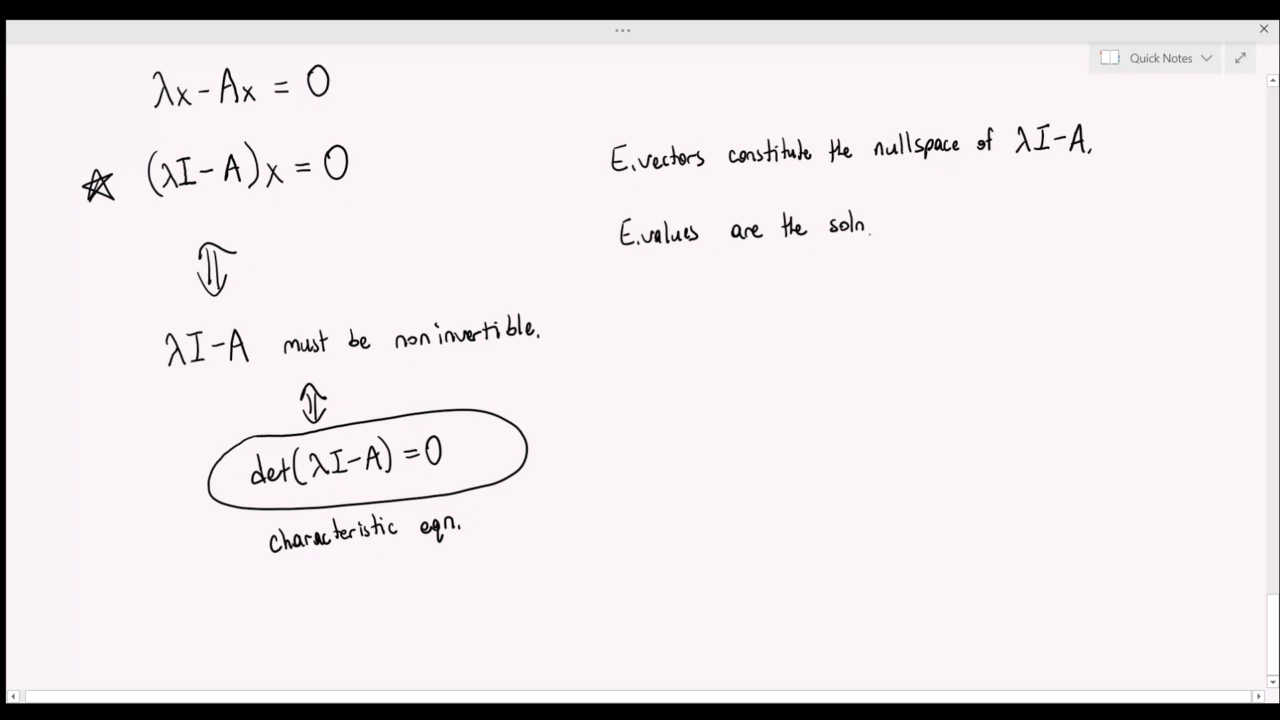 Quick Notes
λx - Ax = 0
(λI - A)x = 0
λI - A must be noninvertible.
det(λI - A) = 0
characteristic eqn.
E.vectors constitute the nullspace of λI - A.
E.values are the soln.